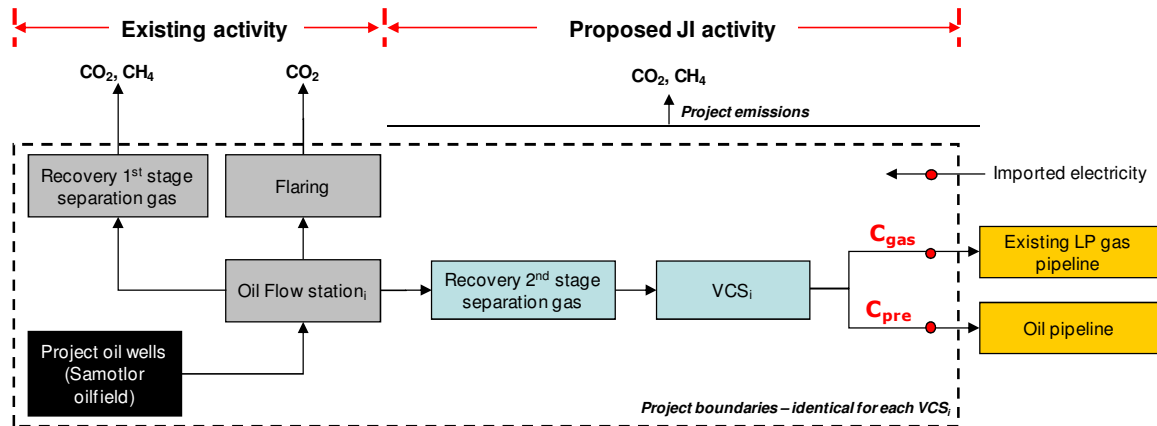 Existing activity
Proposed JI activity
CO₂, CH₄
CO₂
CO₂, CH₄
Project emissions
Recovery 1ˢᵗ stage
separation gas
Flaring
Imported electricity
Oil Flow stationᵢ
Recovery 2ⁿᵈ stage
separation gas
VCSᵢ
Cgas
Existing LP gas
pipeline
Cpre
Oil pipeline
Project oil wells
(Samotlor
oilfield)
Project boundaries – identical for each VCSᵢ